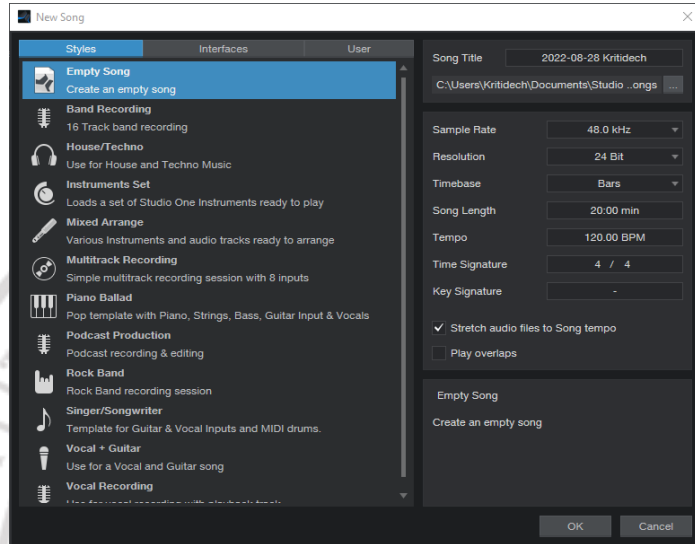 New Song
Styles Interfaces User
Empty Song
Create an empty song
Band Recording
16 Track band recording
House/Techno
Use for House and Techno Music
Instruments Set
Loads a set of Studio One Instruments ready to play
Mixed Arrange
Various Instruments and audio tracks ready to arrange
Multitrack Recording
Simple multitrack recording session with 8 inputs
Piano Ballad
Pop template with Piano, Strings, Bass, Guitar Input & Vocals
Podcast Production
Podcast recording & editing
Rock Band
Rock Band recording session
Singer/Songwriter
Template for Guitar & Vocal Inputs and MIDI drums.
Vocal + Guitar
Use for a Vocal and Guitar song
Vocal Recording
Use for vocal recording with playback track
Song Title 2022-08-28 Kritidech
C:\Users\Kritidech\Documents\Studio ..ongs ...
Sample Rate 48.0 kHz
Resolution 24 Bit
Timebase Bars
Song Length 20:00 min
Tempo 120.00 BPM
Time Signature 4 / 4
Key Signature -
Stretch audio files to Song tempo
Play overlaps
Empty Song
Create an empty song
OK Cancel